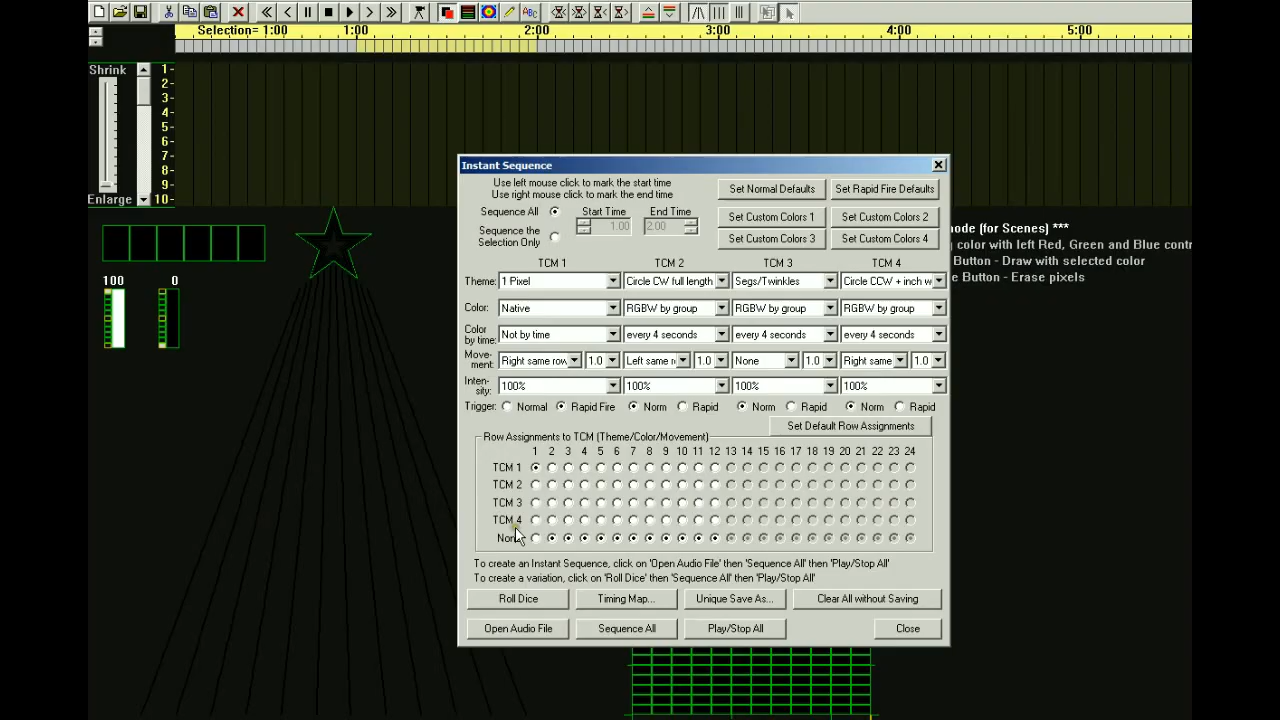 Selection= 1:00 1:00 2:00 3:00 4:00 5:00
Shrink
1-
2-
3-
4-
5-
6-
7-
8-
9-
Enlarge 10-
100 0
Instant Sequence
Use left mouse click to mark the start time
Use right mouse click to mark the end time
Set Normal Defaults Set Rapid Fire Defaults
Sequence All Start Time End Time
1.00 2.00
Sequence the
Selection Only
Set Custom Colors 1 Set Custom Colors 2
Set Custom Colors 3 Set Custom Colors 4
TCM 1 TCM 2 TCM 3 TCM 4
Theme: 1 Pixel Circle CW full length Segs/Twinkles Circle CCW + inch w
Color: Native RGBW by group RGBW by group RGBW by group
Color by time: Not by time every 4 seconds every 4 seconds every 4 seconds
Move- ment: Right same row 1.0 Left same r 1.0 None 1.0 Right same 1.0
Inten- sity: 100% 100% 100% 100%
Trigger: Normal Rapid Fire Norm Rapid Norm Rapid Norm Rapid
Set Default Row Assignments
Row Assignments to TCM (Theme/Color/Movement)
1 2 3 4 5 6 7 8 9 10 11 12 13 14 15 16 17 18 19 20 21 22 23 24
TCM 1
TCM 2
TCM 3
TCM 4
None
To create an Instant Sequence, click on 'Open Audio File' then 'Sequence All' then 'Play/Stop All'
To create a variation, click on 'Roll Dice' then 'Sequence All' then 'Play/Stop All'
Roll Dice Timing Map... Unique Save As... Clear All without Saving
Open Audio File Sequence All Play/Stop All Close
ode (for Scenes) ***
color with left Red, Green and Blue contr
Button - Draw with selected color
e Button - Erase pixels